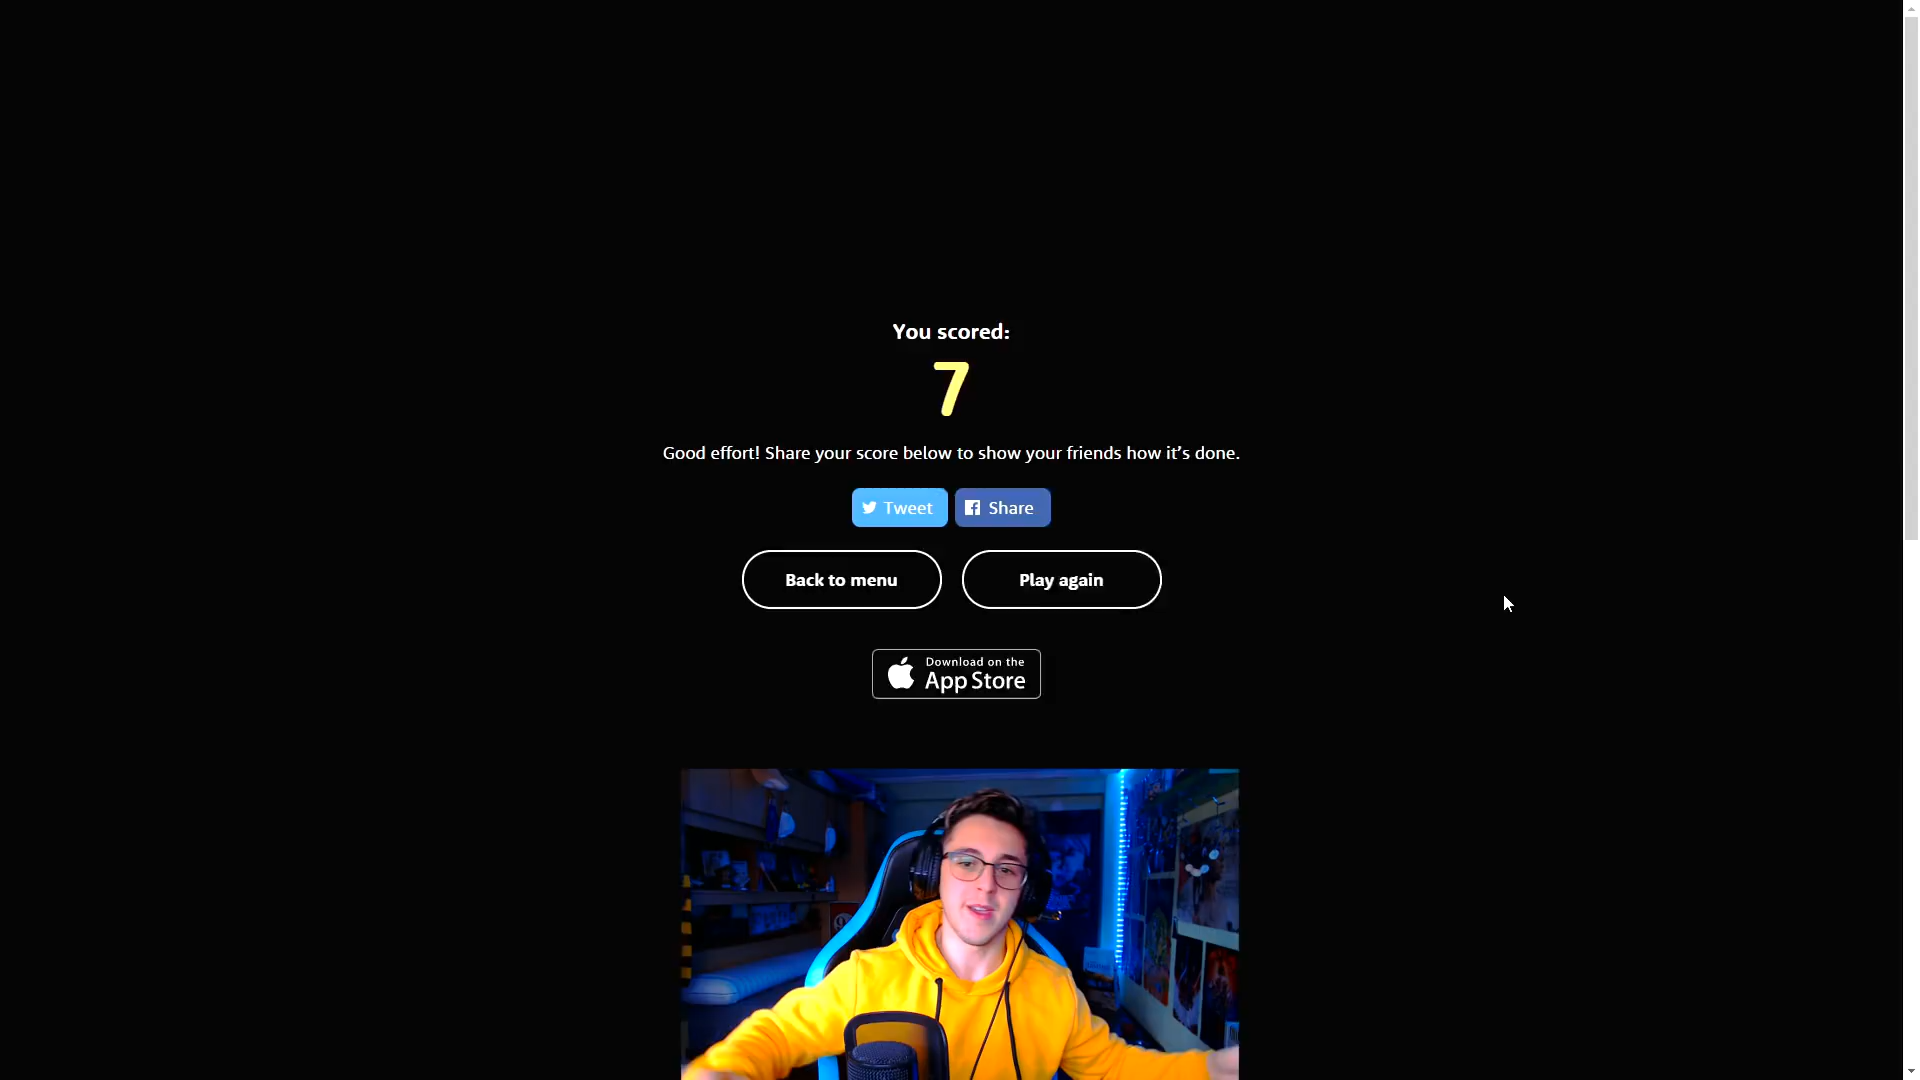 You scored:
7
Good effort! Share your score below to show your friends how it's done.
Tweet
Share
Back to menu
Play again
Download on the
App Store